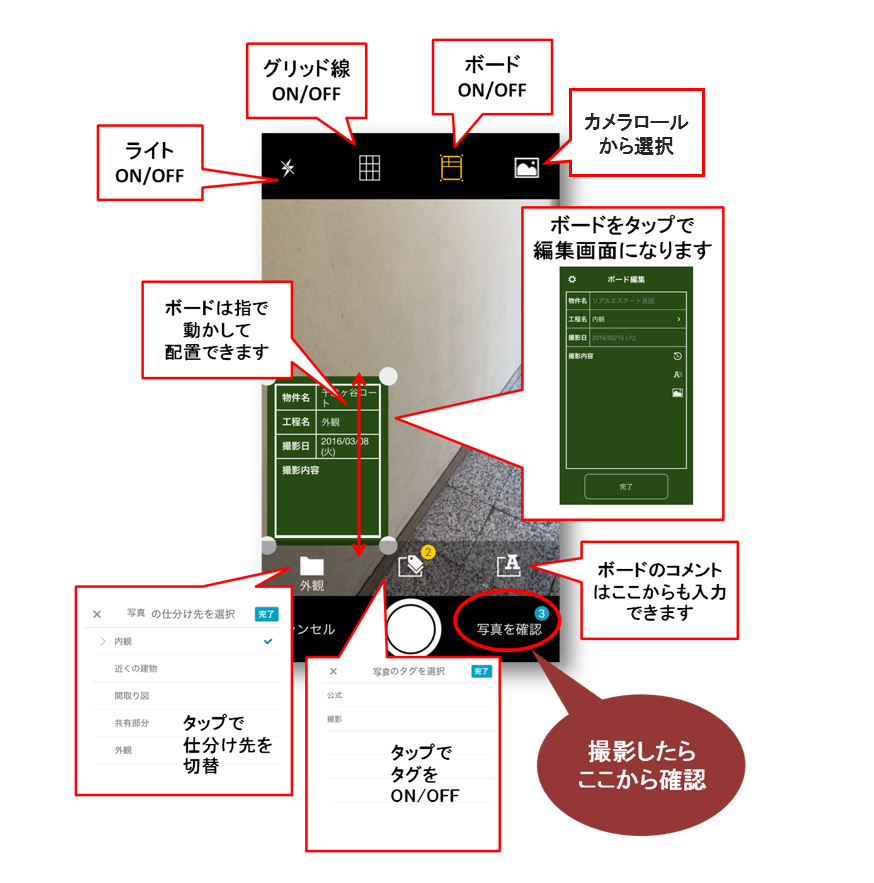 グリッド線
ON/OFF
ボード
ON/OFF
カメラロール
から選択
ライト
ON/OFF
ボードをタップで
編集画面になります
ボード編集
物件名 リアルエステート吉田
工程名 内観
撮影日 2016/03/15 (火)
撮影内容
A
完了
ボードは指で
動かして
配置できます
物件名 千駄ヶ谷コー
ト
工程名 外観
撮影日 2016/03/08
(火)
撮影内容
2
A
外観
ボードのコメント
はここからも入力
できます
ンセル
3
写真を確認
× 写真 の仕分け先を選択 完了
内観
近くの建物
間取り図
共有部分
外観
タップで
仕分け先を
切替
× 写真のタグを選択 完了
公式
撮影
タップで
タグを
ON/OFF
撮影したら
ここから確認